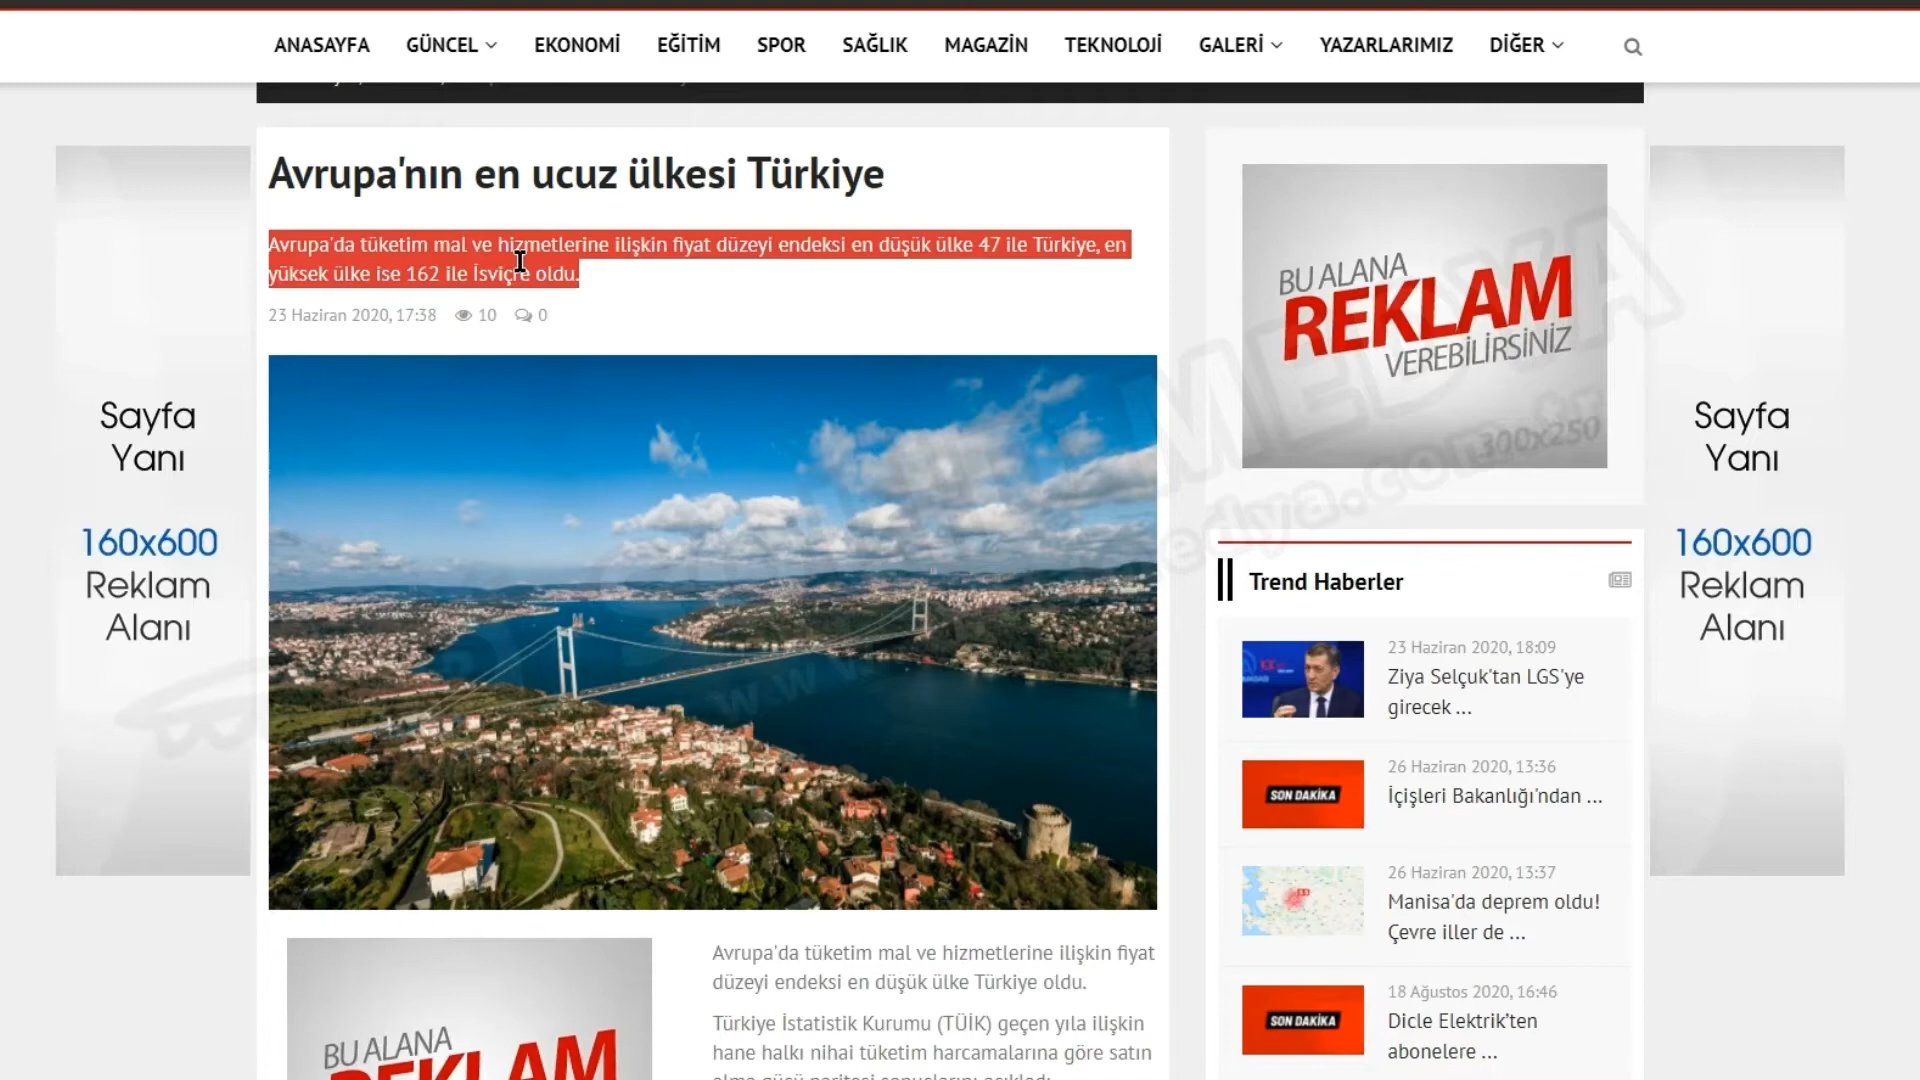 ANASAYFA GÜNCEL EKONOMİ EĞİTİM SPOR SAĞLIK MAGAZİN TEKNOLOJİ GALERİ YAZARLARIMIZ DİĞER
Avrupa'nın en ucuz ülkesi Türkiye
Avrupa'da tüketim mal ve hizmetlerine ilişkin fiyat düzeyi endeksi en düşük ülke 47 ile Türkiye, en
yüksek ülke ise 162 ile İsviçre oldu.
23 Haziran 2020, 17:38 10 0
Sayfa
Yanı
160x600
Reklam
Alanı
BU ALANA
REKLAM
Avrupa'da tüketim mal ve hizmetlerine ilişkin fiyat
düzeyi endeksi en düşük ülke Türkiye oldu.
Türkiye İstatistik Kurumu (TÜİK) geçen yıla ilişkin
hane halkı nihai tüketim harcamalarına göre satın
BU ALANA
REKLAM
VEREBİLİRSİNİZ
300x250
Trend Haberler
23 Haziran 2020, 18:09
Ziya Selçuk'tan LGS'ye
girecek ...
SON DAKİKA
26 Haziran 2020, 13:36
İçişleri Bakanlığı'ndan ...
26 Haziran 2020, 13:37
Manisa'da deprem oldu!
Çevre iller de ...
SON DAKİKA
18 Ağustos 2020, 16:46
Dicle Elektrik'ten
abonelere ...
Sayfa
Yanı
160x600
Reklam
Alanı